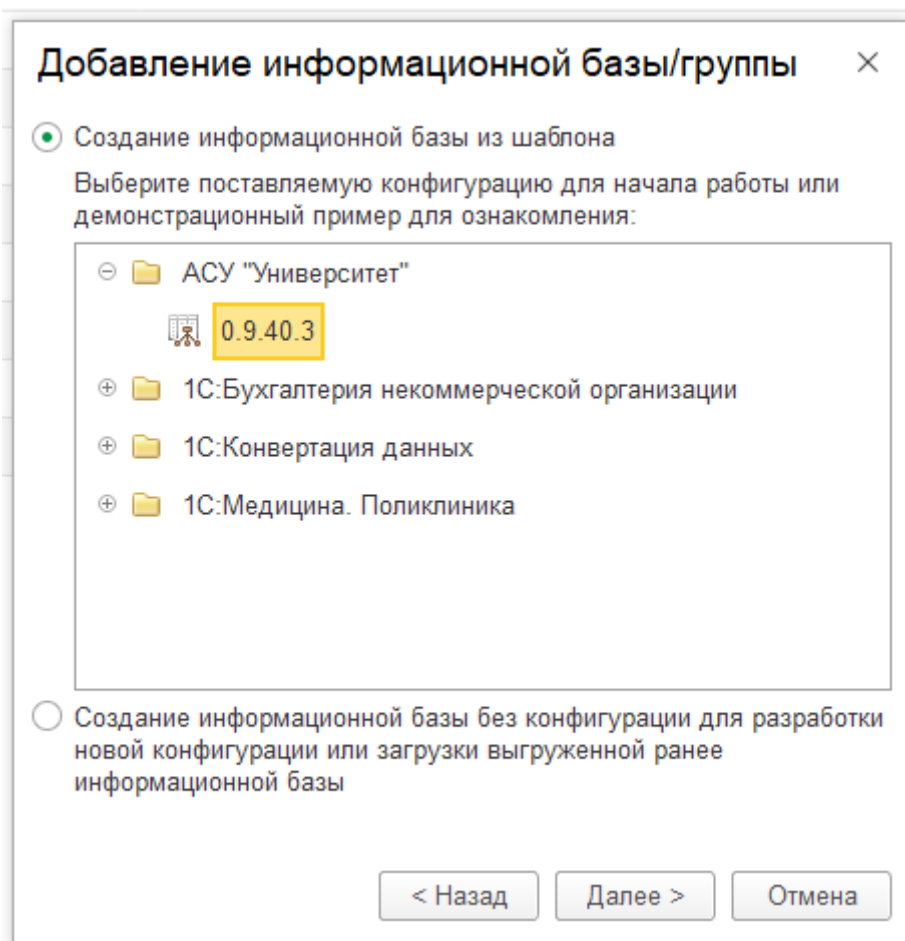 Добавление информационной базы/группы
Создание информационной базы из шаблона
Выберите поставляемую конфигурацию для начала работы или
демонстрационный пример для ознакомления:
АСУ "Университет"
0.9.40.3
1С:Бухгалтерия некоммерческой организации
1С:Конвертация данных
1С:Медицина. Поликлиника
Создание информационной базы без конфигурации для разработки
новой конфигурации или загрузки выгруженной ранее
информационной базы
< Назад Далее > Отмена